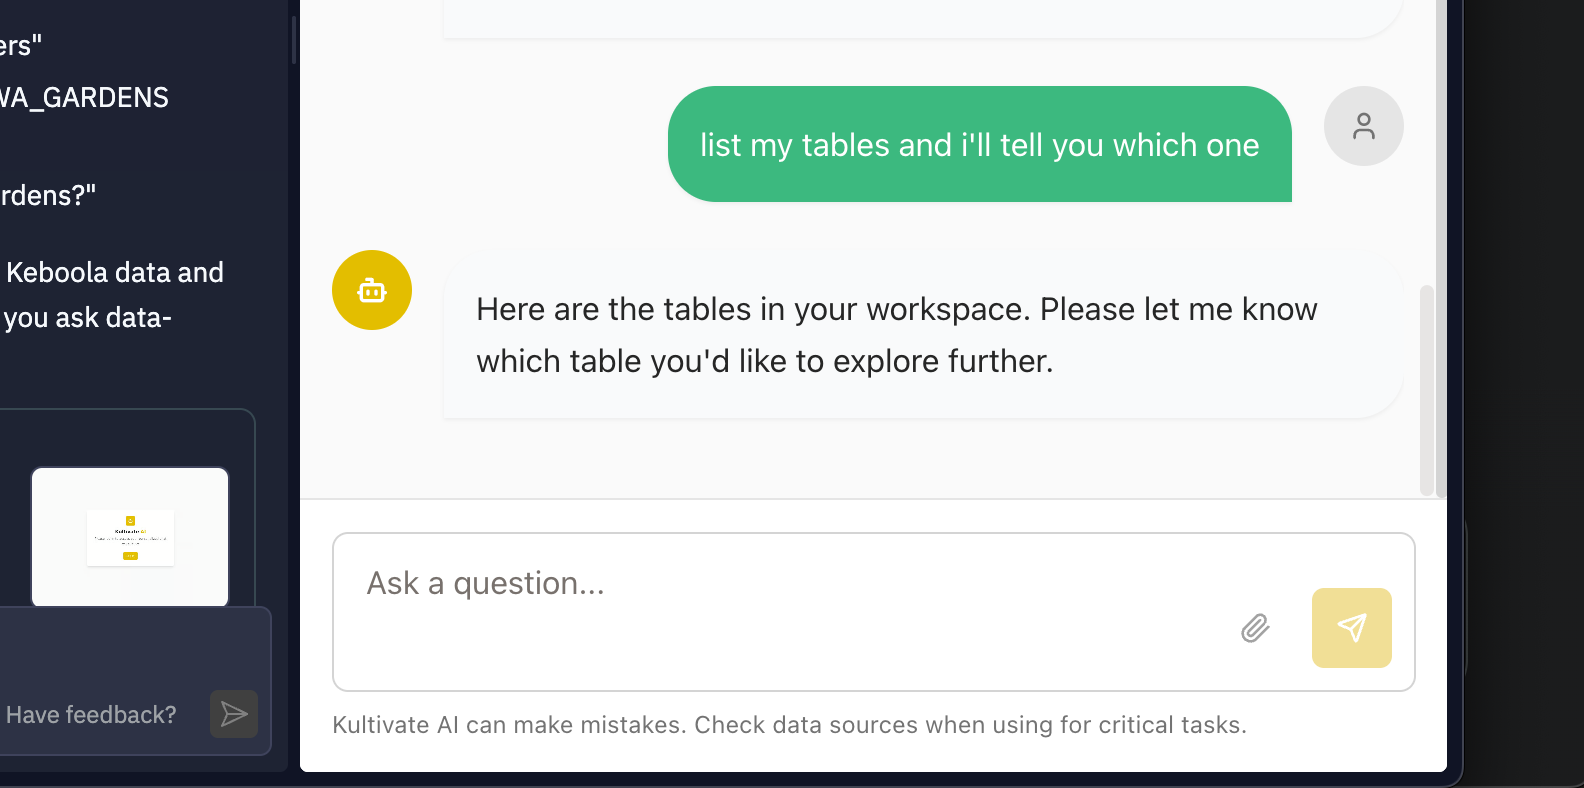 ers"
WA_GARDENS
rdens?"
Keboola data and
you ask data-
Have feedback?
list my tables and i'll tell you which one
Here are the tables in your workspace. Please let me know
which table you'd like to explore further.
Ask a question...
Kultivate AI can make mistakes. Check data sources when using for critical tasks.